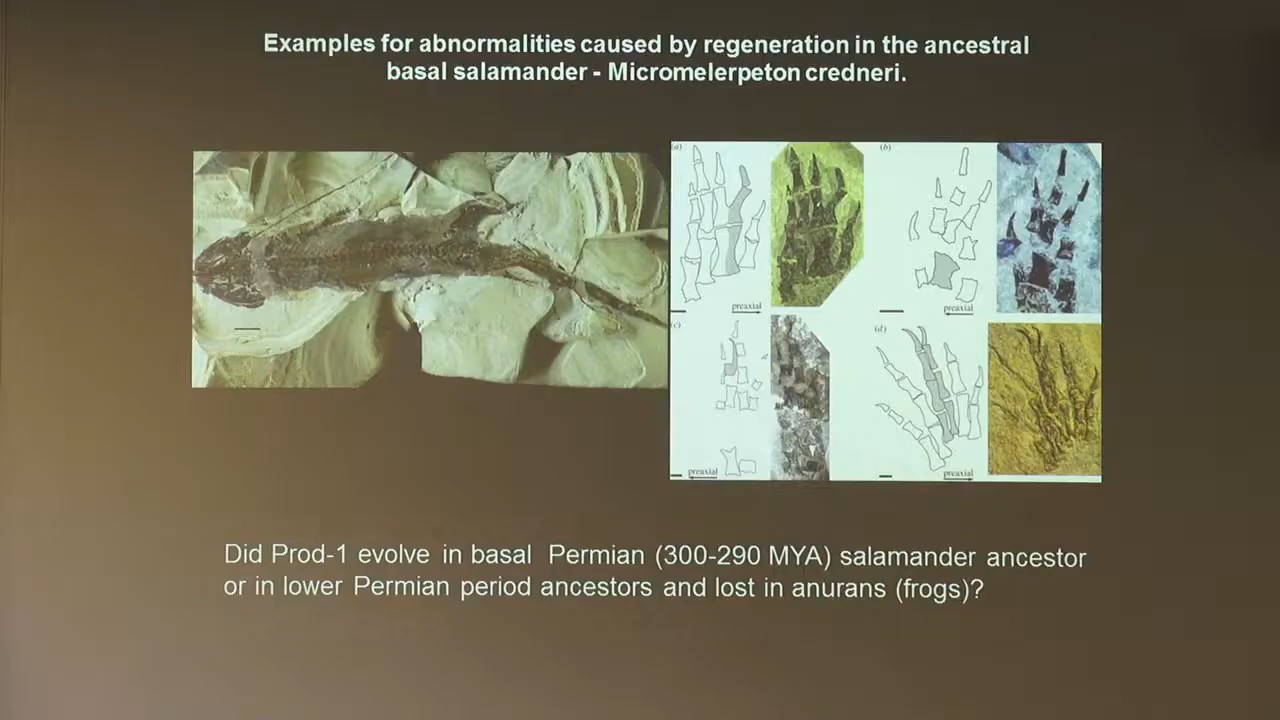 Examples for abnormalities caused by regeneration in the ancestral
basal salamander - Micromelerpeton credneri.
(a)
(b)
preaxial
preaxial
(c)
(d)
preaxial
preaxial
Did Prod-1 evolve in basal Permian (300-290 MYA) salamander ancestor
or in lower Permian period ancestors and lost in anurans (frogs)?